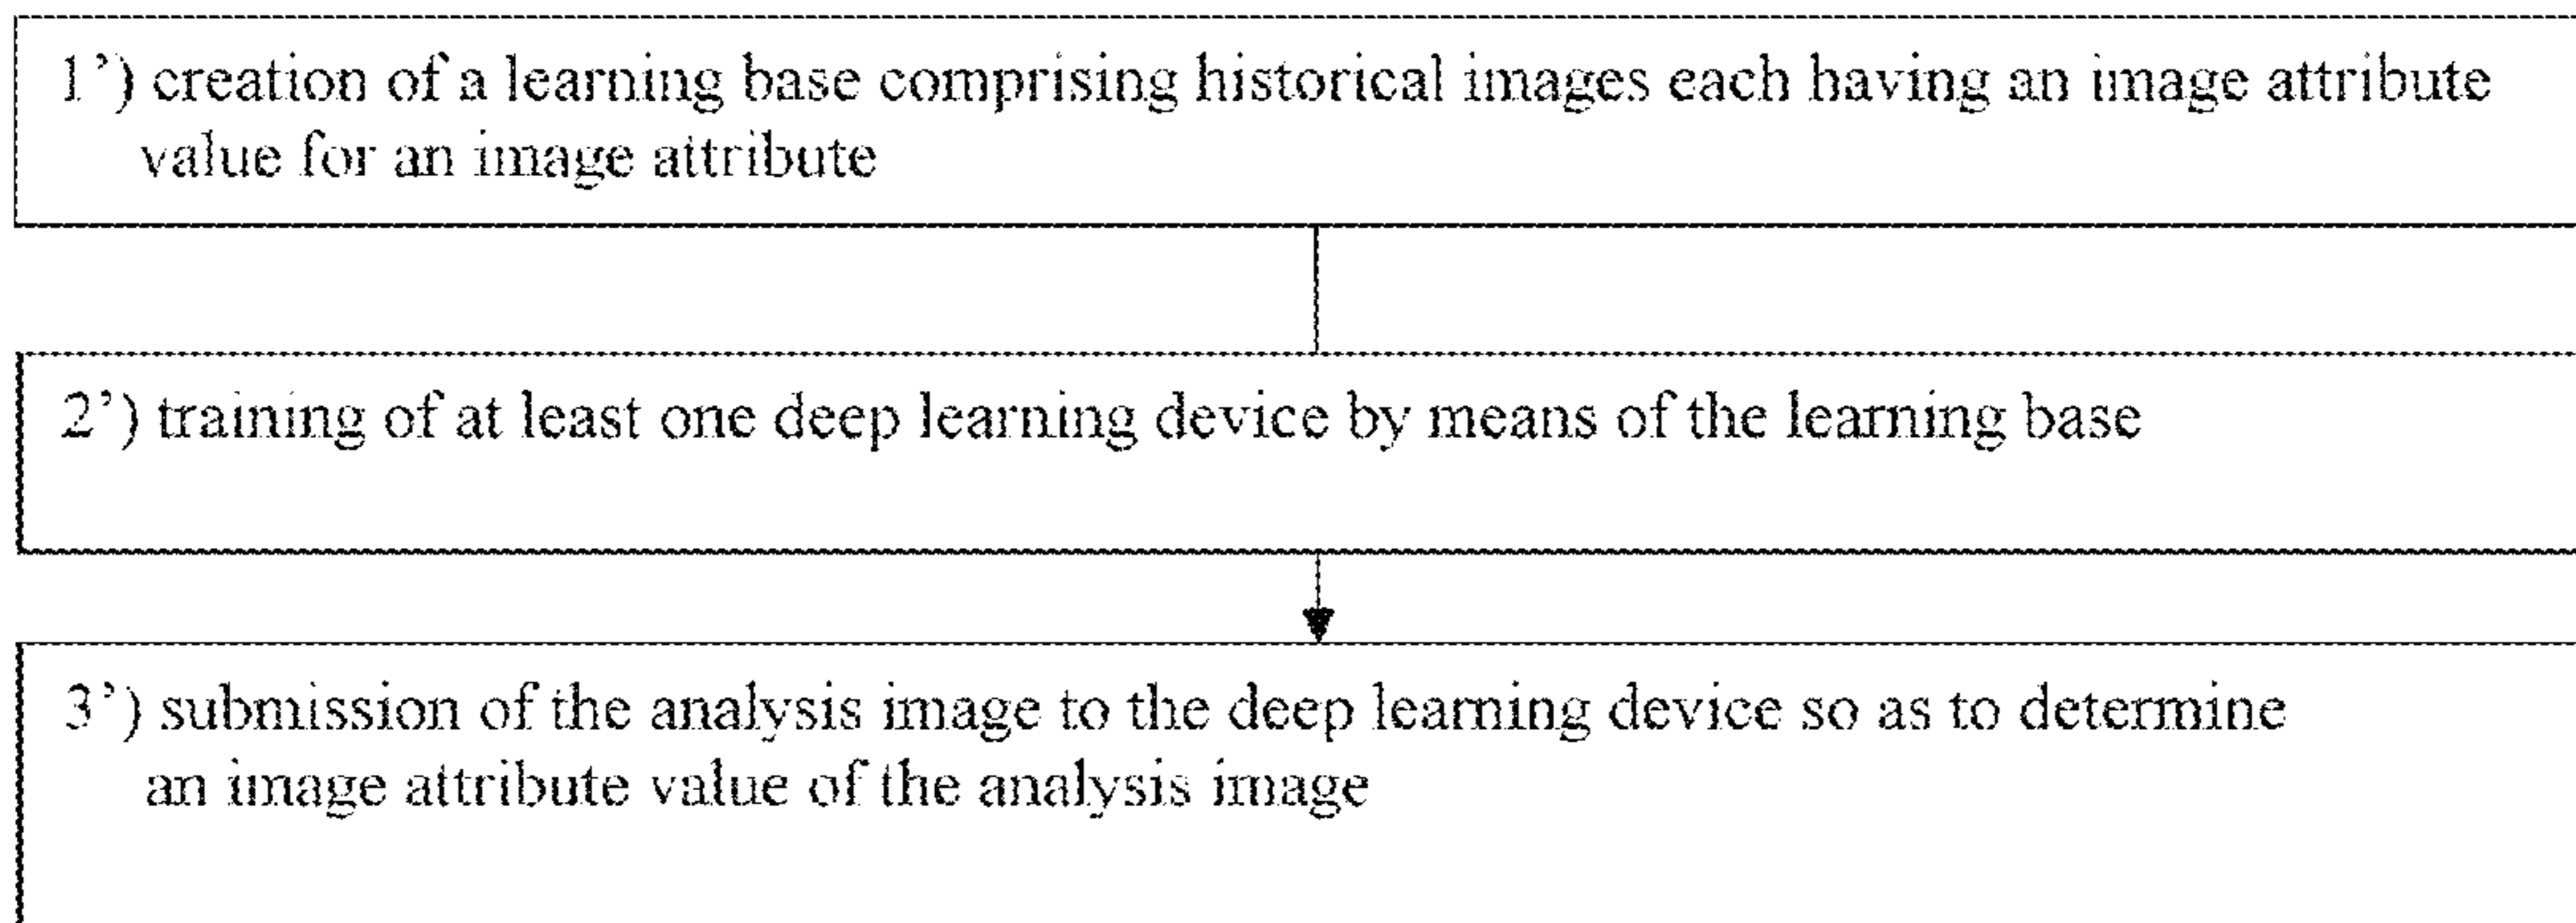 1’) creation of a learning base comprising historical images each having an image attribute
value for an image attribute
2’) training of at least one deep learning device by means of the learning base
3’) submission of the analysis image to the deep learning device so as to determine
an image attribute value of the analysis image